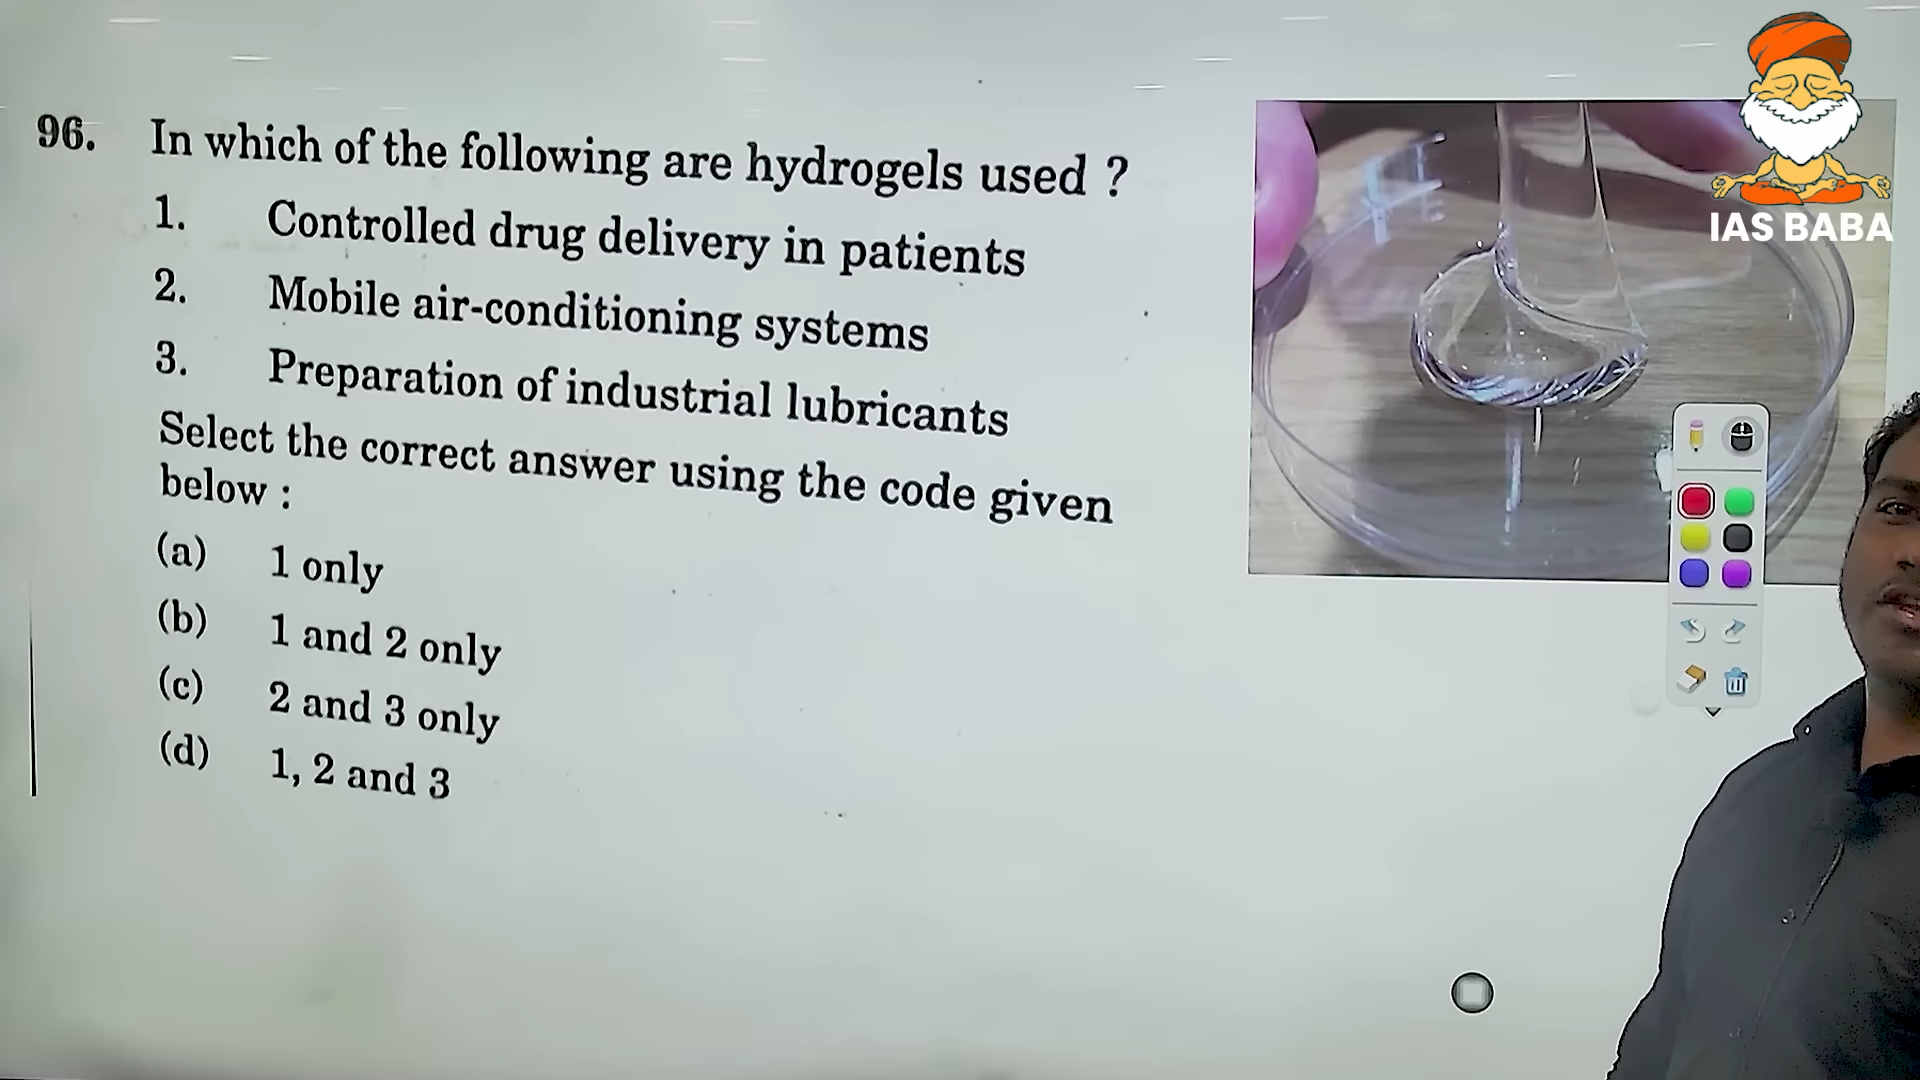 96. In which of the following are hydrogels used ?
1. Controlled drug delivery in patients
2. Mobile air-conditioning systems
3. Preparation of industrial lubricants
Select the correct answer using the code given
below :
(a) 1 only
(b) 1 and 2 only
(c) 2 and 3 only
(d) 1, 2 and 3
IAS BABA